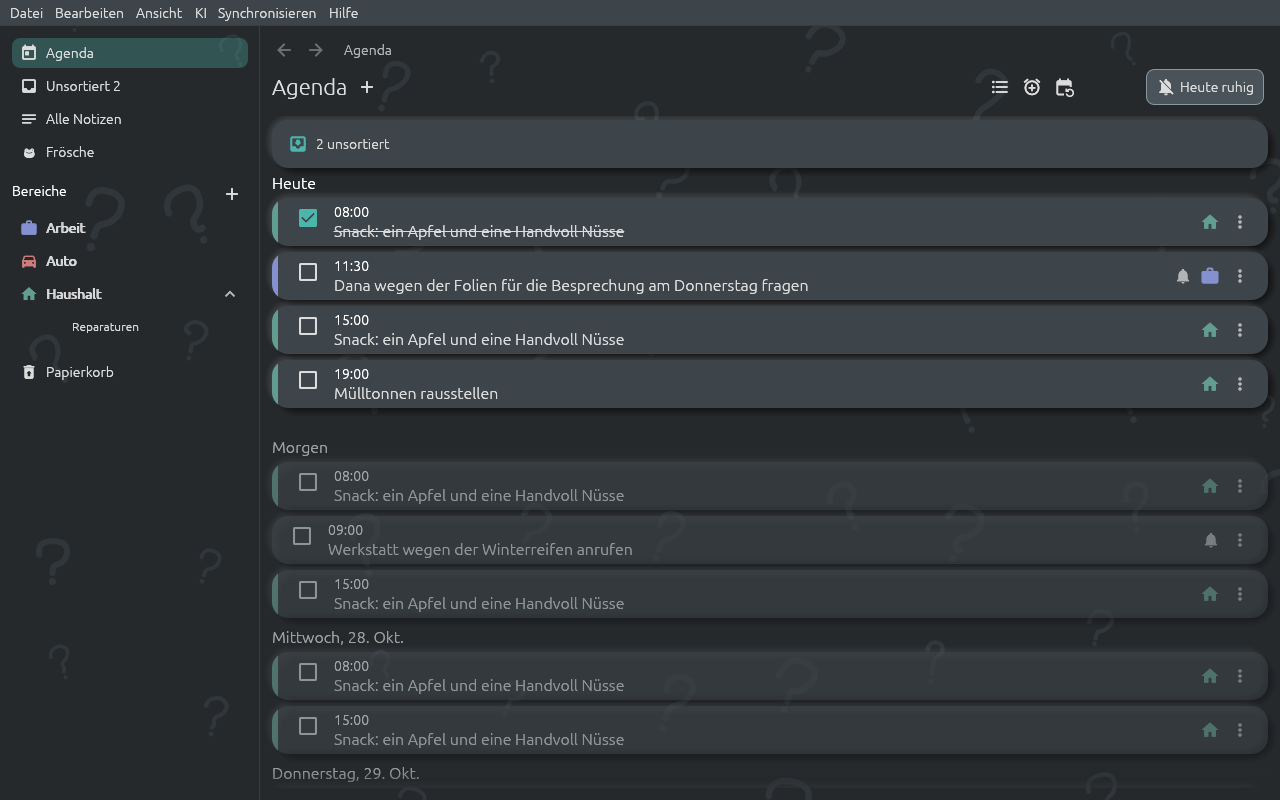 Datei Bearbeiten Ansicht KI Synchronisieren Hilfe
Agenda
Unsortiert 2
Alle Notizen
Frösche
Bereiche
Arbeit
Auto
Haushalt
Reparaturen
Papierkorb
Agenda
Agenda
Heute ruhig
2 unsortiert
Heute
08:00
Snack: ein Apfel und eine Handvoll Nüsse
11:30
Dana wegen der Folien für die Besprechung am Donnerstag fragen
15:00
Snack: ein Apfel und eine Handvoll Nüsse
19:00
Mülltonnen rausstellen
Morgen
08:00
Snack: ein Apfel und eine Handvoll Nüsse
09:00
Werkstatt wegen der Winterreifen anrufen
15:00
Snack: ein Apfel und eine Handvoll Nüsse
Mittwoch, 28. Okt.
08:00
Snack: ein Apfel und eine Handvoll Nüsse
15:00
Snack: ein Apfel und eine Handvoll Nüsse
Donnerstag, 29. Okt.